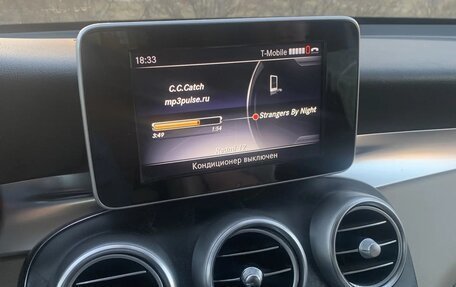 18:33
T-Mobile
C.C.Catch
mp3pulse.ru
Strangers By Night
3:49
1:54
Кондиционер выключен